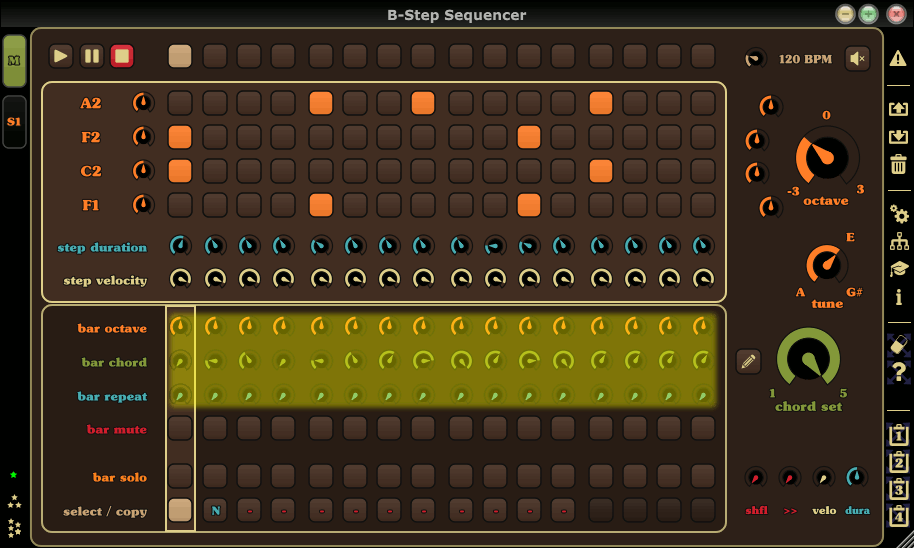 B-Step Sequencer
M
120 BPM
S1
A2
F2
C2
F1
0
-3
3
octave
step duration
step velocity
E
A
G#
tune
bar octave
bar chord
bar repeat
bar mute
bar solo
select / copy
N
1
5
chord set
shfl
>>
velo
dura
i
?
1
2
3
4